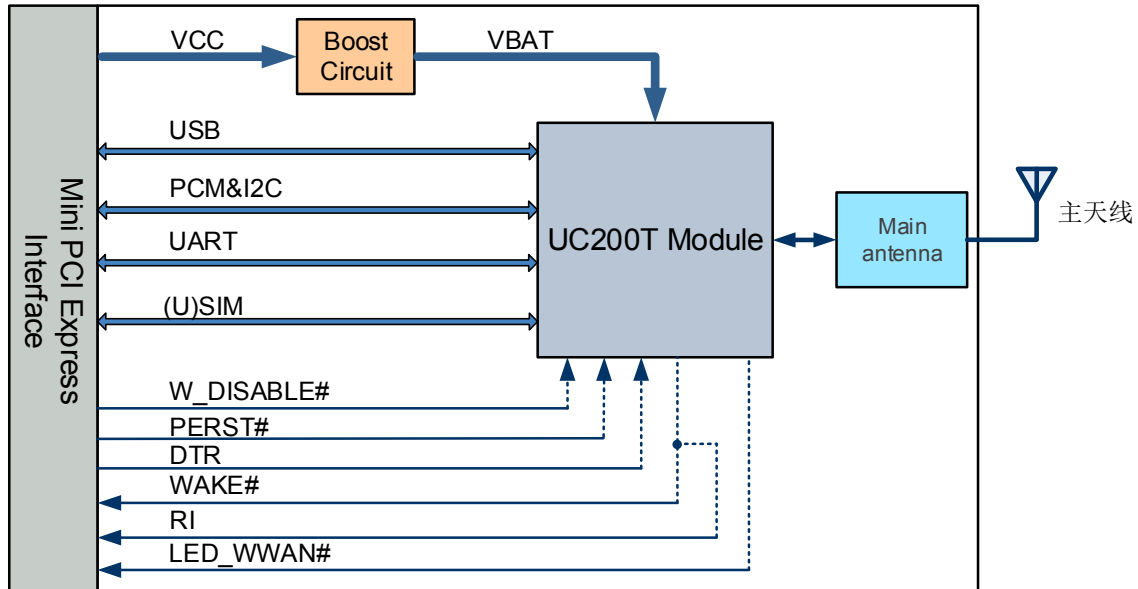 VCC
Boost
Circuit
VBAT
USB
PCM&I2C
UART
(U)SIM
Mini PCI Express
Interface
UC200T Module
Main
antenna
主天线
W_DISABLE#
PERST#
DTR
WAKE#
RI
LED_WWAN#